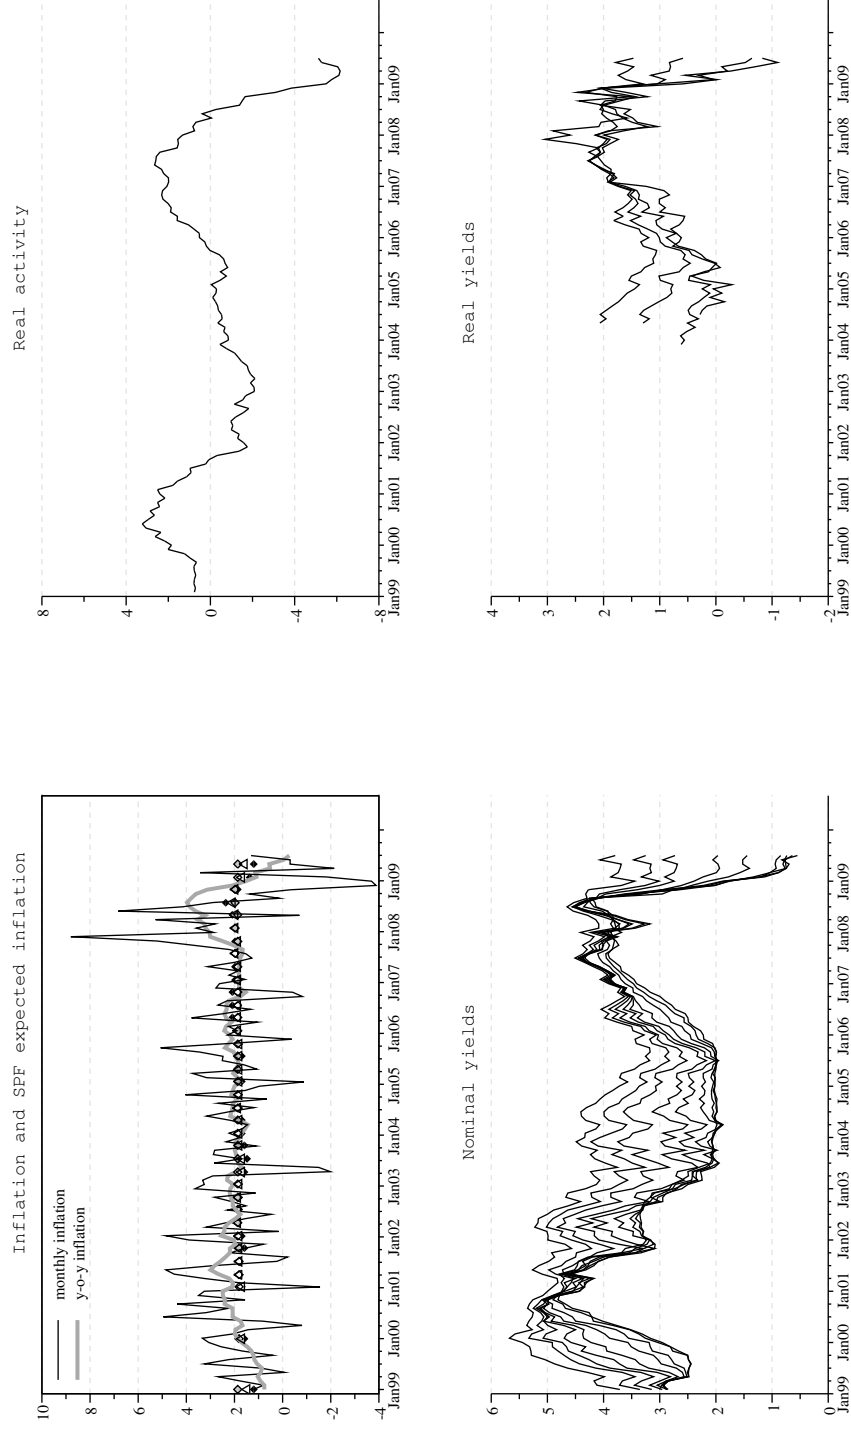 Inflation and SPF expected inflation
monthly inflation
y-o-y inflation
10
8
6
4
2
0
-2
-4
Jan99 Jan00 Jan01 Jan02 Jan03 Jan04 Jan05 Jan06 Jan07 Jan08 Jan09
Real activity
8
4
0
-4
-8
Jan99 Jan00 Jan01 Jan02 Jan03 Jan04 Jan05 Jan06 Jan07 Jan08 Jan09
Nominal yields
6
5
4
3
2
1
0
Jan99 Jan00 Jan01 Jan02 Jan03 Jan04 Jan05 Jan06 Jan07 Jan08 Jan09
Real yields
4
3
2
1
0
-1
-2
Jan99 Jan00 Jan01 Jan02 Jan03 Jan04 Jan05 Jan06 Jan07 Jan08 Jan09